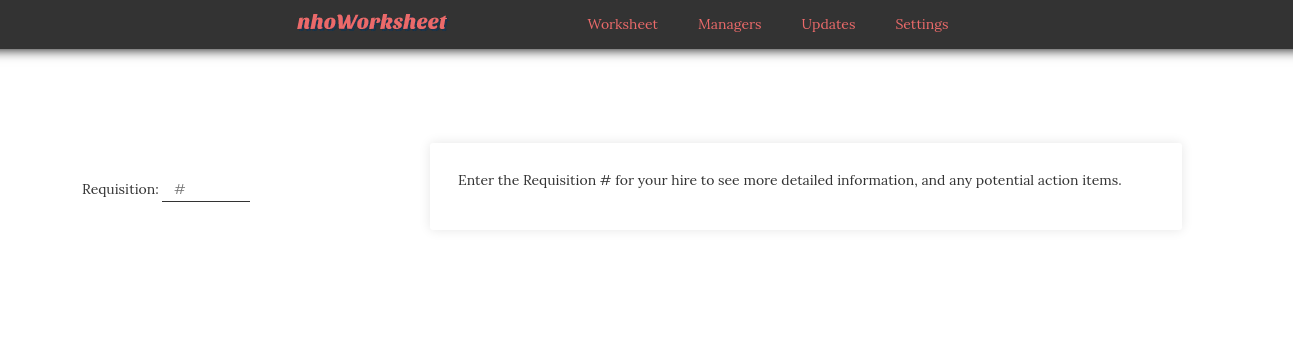 nhoWorksheet Worksheet Managers Updates Settings
Requisition: #
Enter the Requisition # for your hire to see more detailed information, and any potential action items.